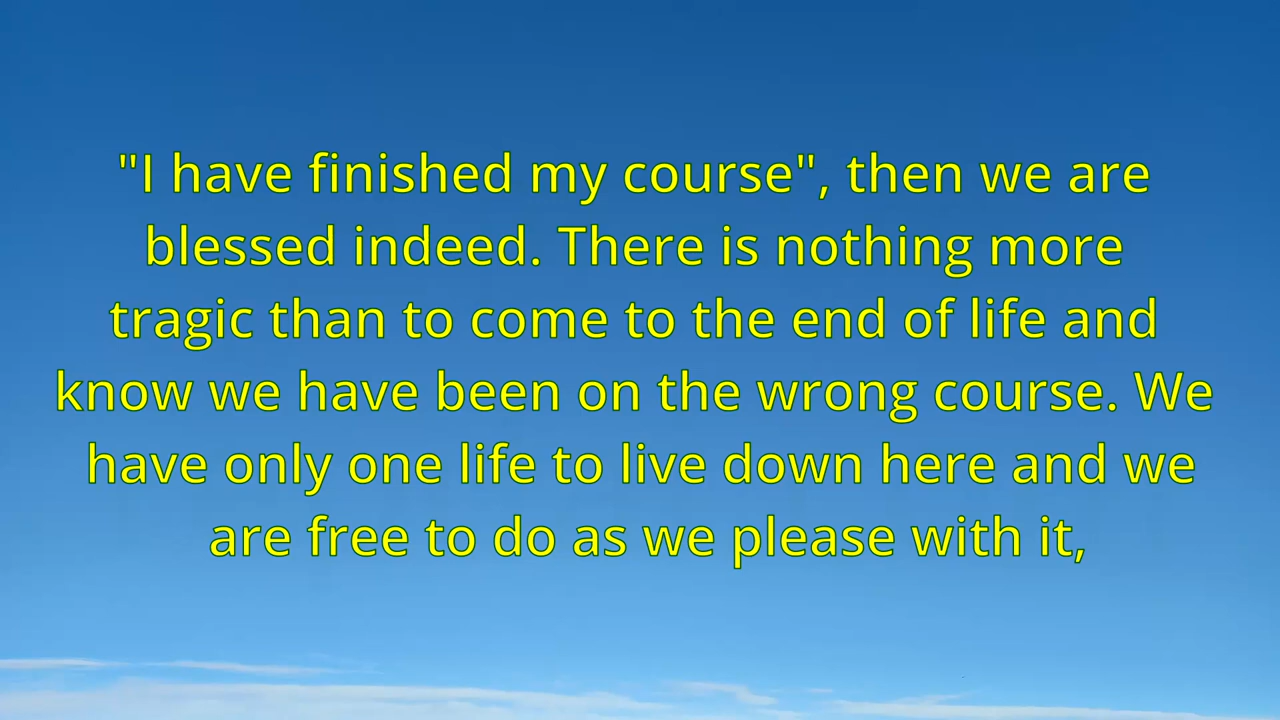 "I have finished my course", then we are
blessed indeed. There is nothing more
tragic than to come to the end of life and
know we have been on the wrong course. We
have only one life to live down here and we
are free to do as we please with it,